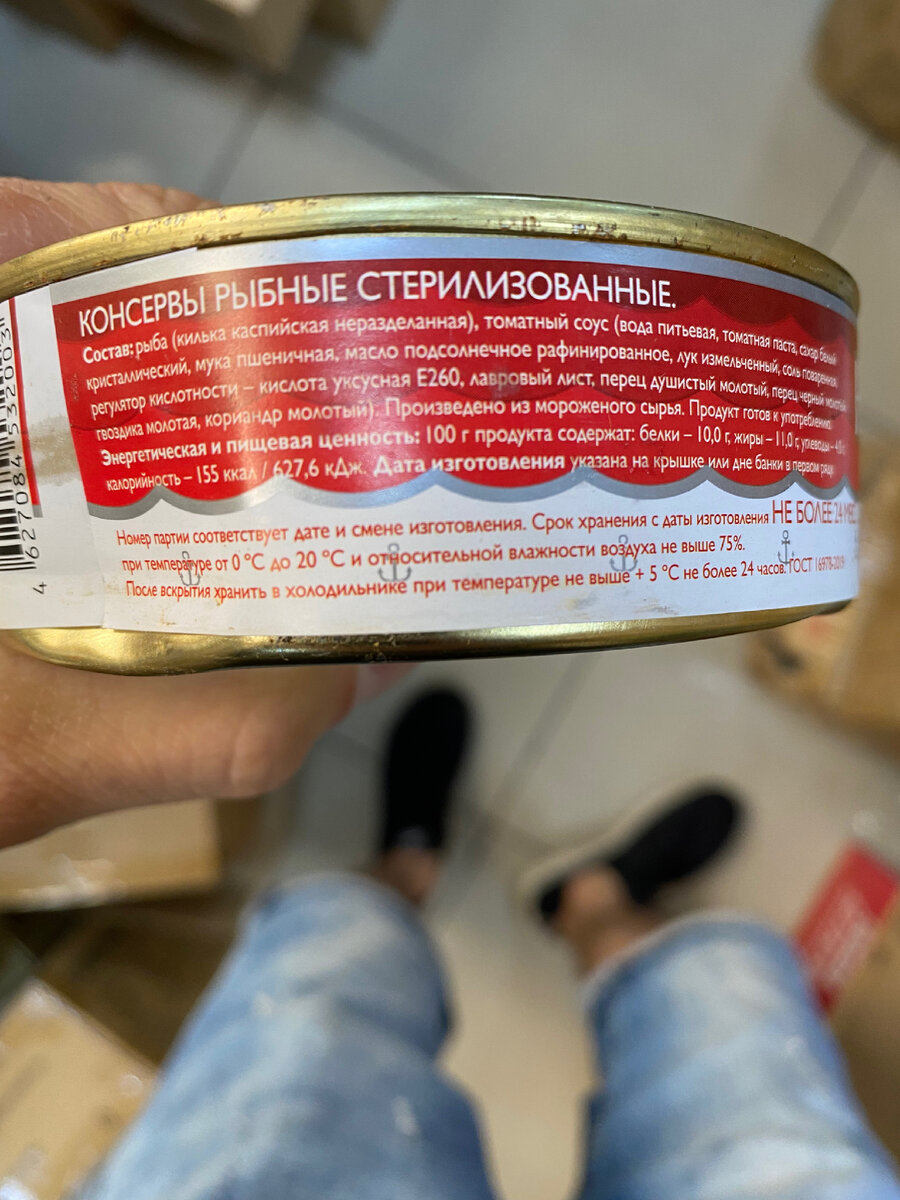 КОНСЕРВЫ РЫБНЫЕ СТЕРИЛИЗОВАННЫЕ.
Состав: рыба (килька каспийская неразделанная), томатный соус (вода питьевая, томатная паста, сахар белый
кристаллический, мука пшеничная, масло подсолнечное рафинированное, лук измельченный, соль поваренная,
регулятор кислотности – кислота уксусная Е260, лавровый лист, перец душистый молотый, перец черный молотый,
гвоздика молотая, кориандр молотый). Произведено из мороженого сырья. Продукт готов к употреблению.
Энергетическая и пищевая ценность: 100 г продукта содержат: белки – 10,0 г, жиры – 11,0 г, углеводы –
калорийность – 155 ккал / 627,6 кДж. Дата изготовления указана на крышке или дне банки в первом ряду.
Номер партии соответствует дате и смене изготовления. Срок хранения с даты изготовления НЕ БОЛЕЕ 24 МЕС
при температуре от 0 °С до 20 °С и относительной влажности воздуха не выше 75%.
После вскрытия хранить в холодильнике при температуре не выше + 5 °С не более 24 часов. ГОСТ 16978-2019
4 627084 532003